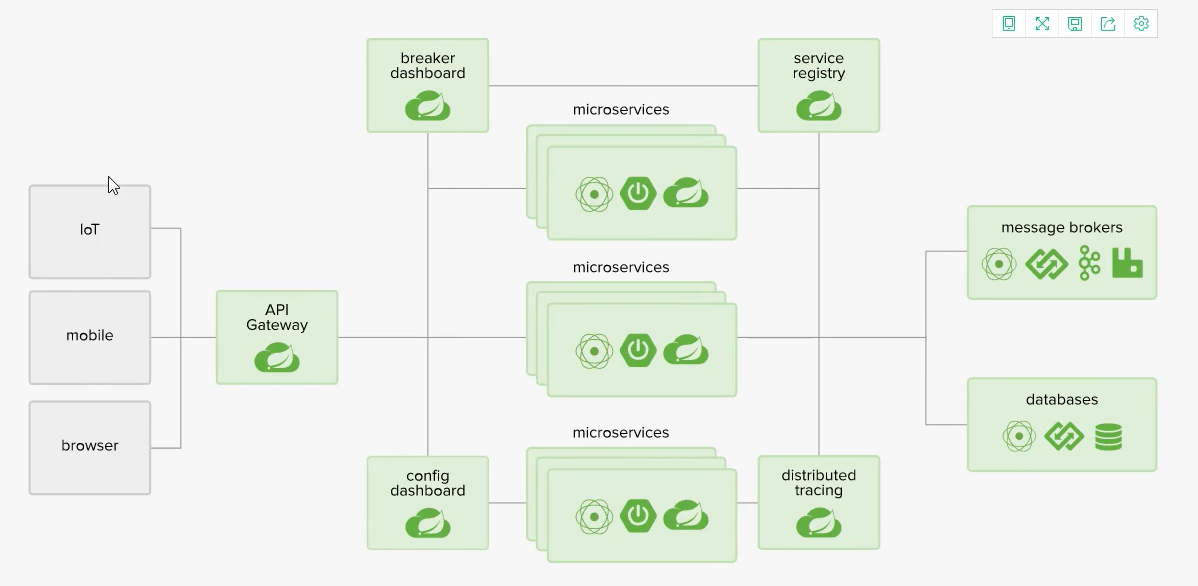 breaker
dashboard
service
registry
microservices
IoT
message brokers
microservices
API
Gateway
mobile
databases
microservices
browser
config
dashboard
distributed
tracing